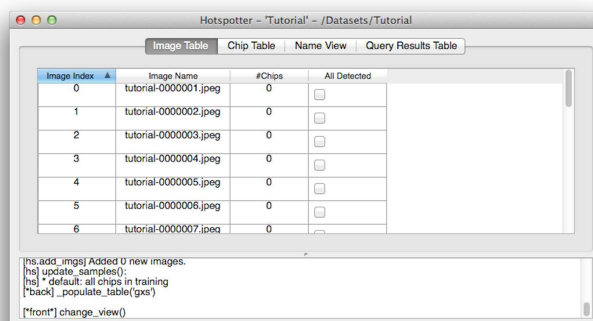 Hotspotter - 'Tutorial' - /Datasets/Tutorial
Image Table Chip Table Name View Query Results Table
Image Index Image Name #Chips All Detected
0 tutorial-0000001.jpeg 0
1 tutorial-0000002.jpeg 0
2 tutorial-0000003.jpeg 0
3 tutorial-0000004.jpeg 0
4 tutorial-0000005.jpeg 0
5 tutorial-0000006.jpeg 0
6 tutorial-0000007.jpeg 0
[hs.add_imgs] Added 0 new images.
[hs] update_samples():
[hs] * default: all chips in training
[*back] _populate_table('gxs')
[*front*] change_view()